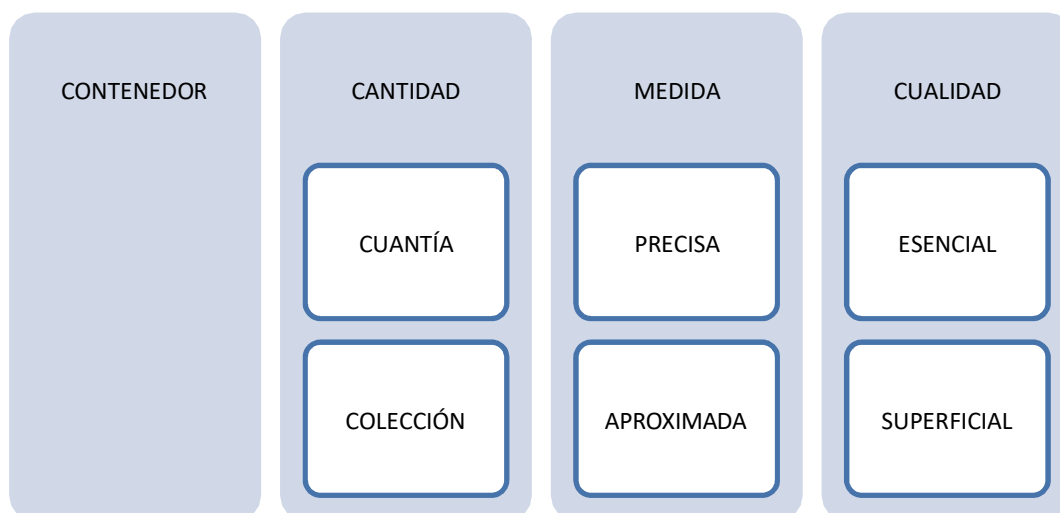 CONTENEDOR
CANTIDAD
CUANTÍA
COLECCIÓN
MEDIDA
PRECISA
APROXIMADA
CUALIDAD
ESENCIAL
SUPERFICIAL